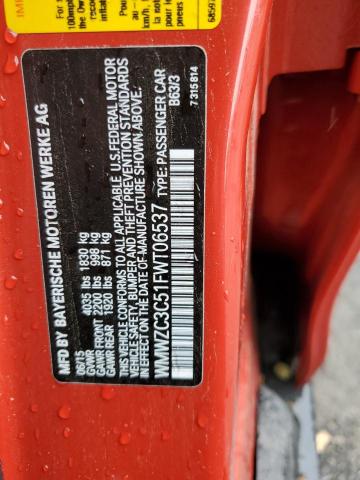 WMFD BY BAYERISCHE MOTOREN WERKE AG
06/15
GVWR 4035 lbs 1830 kg
GAWR FRONT 2200 lbs 998 kg
GAWR REAR 1920 lbs 871 kg
THIS VEHICLE CONFORMS TO ALL APPLICABLE U.S. FEDERAL MOTOR
VEHICLE SAFETY, BUMPER AND THEFT PREVENTION STANDARDS
IN EFFECT ON THE DATE OF MANUFACTURE SHOWN ABOVE.
WMWZC3C51FWT06537 TYPE: PASSENGER CAR
B63/3
7 315 814